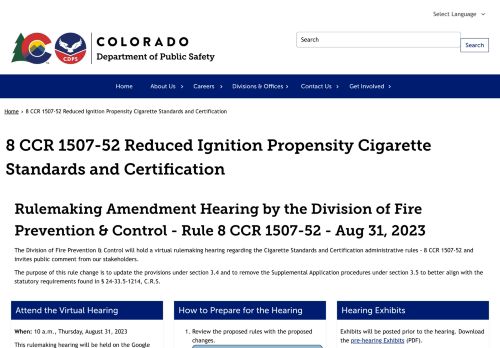 Select Language
COLORADO
Department of Public Safety
CDPS
Search
Search
Home
About Us
Careers
Divisions & Offices
Contact Us
Get Involved
Home › 8 CCR 1507-52 Reduced Ignition Propensity Cigarette Standards and Certification
8 CCR 1507-52 Reduced Ignition Propensity Cigarette
Standards and Certification
Rulemaking Amendment Hearing by the Division of Fire
Prevention & Control - Rule 8 CCR 1507-52 - Aug 31, 2023
The Division of Fire Prevention & Control will hold a virtual rulemaking hearing regarding the Cigarette Standards and Certification administrative rules - 8 CCR 1507-52 and
invites public comment from our stakeholders.
The purpose of this rule change is to update the provisions under section 3.4 and to remove the Supplemental Application procedures under section 3.5 to better align with the
statutory requirements found in § 24-33.5-1214, C.R.S.
Attend the Virtual Hearing
When: 10 a.m., Thursday, August 31, 2023
This rulemaking hearing will be held on the Google
How to Prepare for the Hearing
1. Review the proposed rules with the proposed
changes.
Hearing Exhibits
Exhibits will be posted prior to the hearing. Download
the pre-hearing Exhibits (PDF).